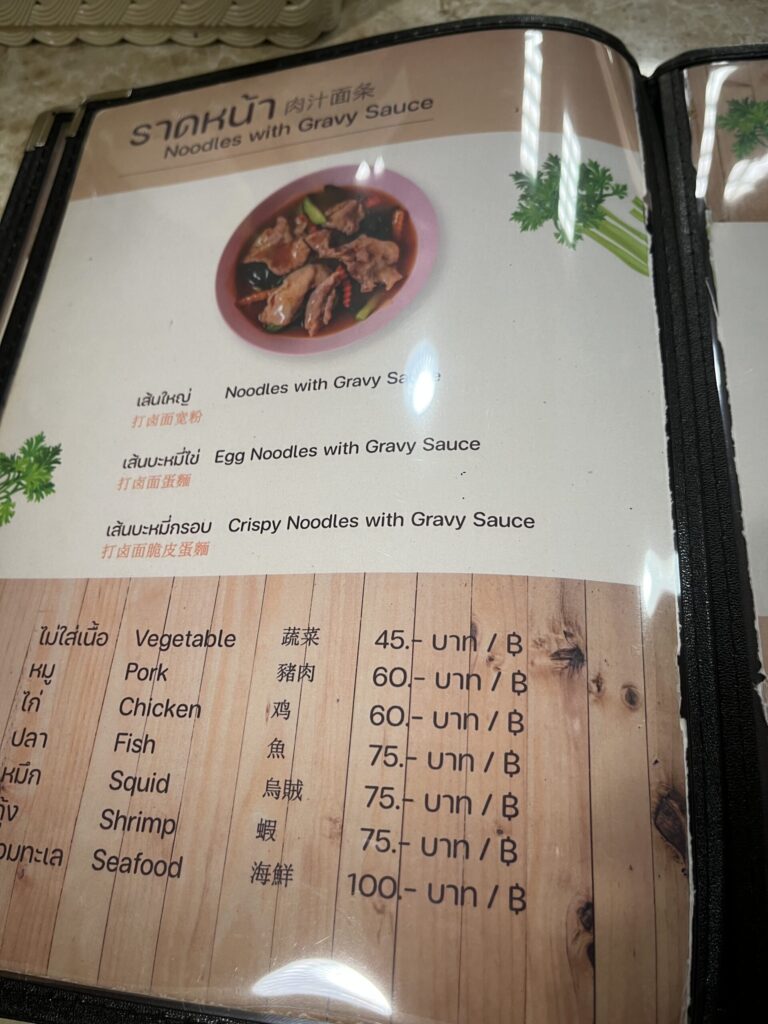 ราดหน้า 肉汁面条
Noodles with Gravy Sauce
เส้นใหญ่ Noodles with Gravy
打卤面宽粉
เส้นบะหมี่ไข่ Egg Noodles with Gravy Sauce
打卤面蛋麵
เส้นบะหมี่กรอบ Crispy Noodles with Gravy Sauce
打卤面脆皮蛋麵
ไม่ใส่เนื้อ Vegetable 蔬菜 45.- บาท / ฿
หมู Pork 豬肉 60.- บาท / ฿
ไก่ Chicken 鸡 60.- บาท / ฿
ปลา Fish 魚 75.- บาท / ฿
หมึก Squid 烏賊 75.- บาท / ฿
Shrimp 蝦 75.- บาท / ฿
Seafood 海鮮 100.- บาท / ฿